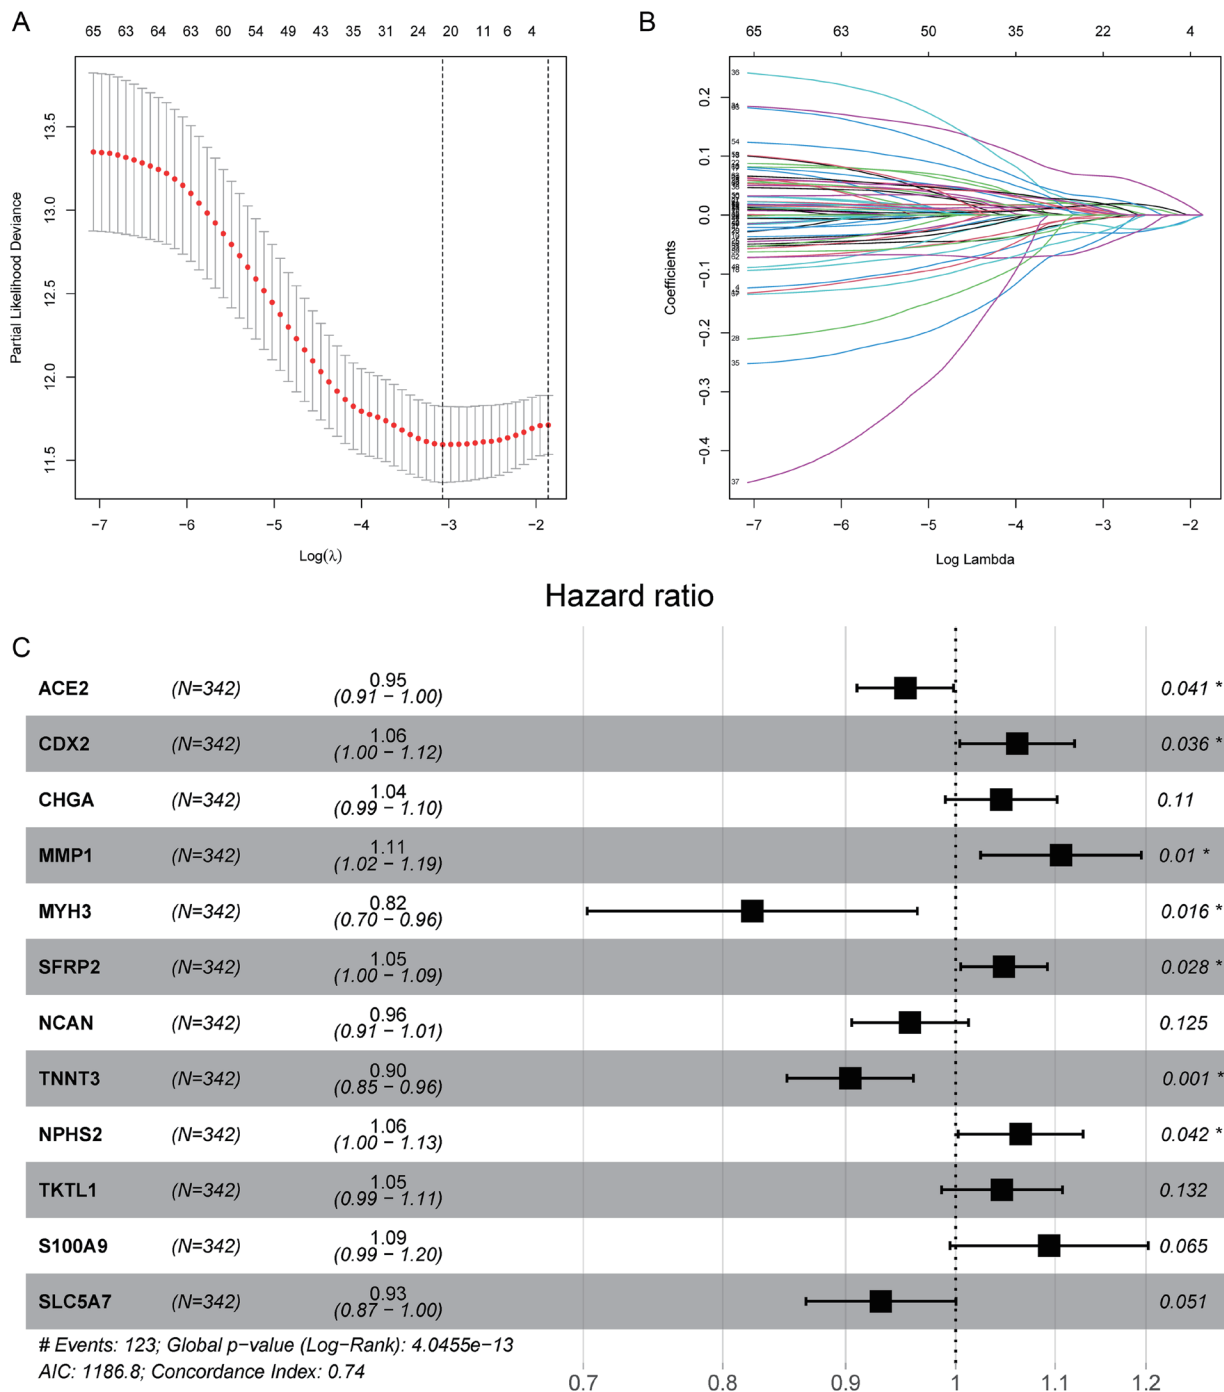 A
65 63 64 63 60 54 49 43 35 31 24 20 11 6 4
Partial Likelihood Deviance
13.5
13.0
12.5
12.0
11.5
−7 −6 −5 −4 −3 −2
Log(λ)
B
65 63 50 35 22 4
Coefficients
0.2
0.1
0.0
−0.1
−0.2
−0.3
−0.4
36
54
28
35
37
−7 −6 −5 −4 −3 −2
Log Lambda
Hazard ratio
C
ACE2 (N=342) 0.95 0.041 *
(0.91 − 1.00)
CDX2 (N=342) 1.06 0.036 *
(1.00 − 1.12)
CHGA (N=342) 1.04 0.11
(0.99 − 1.10)
MMP1 (N=342) 1.11 0.01 *
(1.02 − 1.19)
MYH3 (N=342) 0.82 0.016 *
(0.70 − 0.96)
SFRP2 (N=342) 1.05 0.028 *
(1.00 − 1.09)
NCAN (N=342) 0.96 0.125
(0.91 − 1.01)
TNNT3 (N=342) 0.90 0.001 *
(0.85 − 0.96)
NPHS2 (N=342) 1.06 0.042 *
(1.00 − 1.13)
TKTL1 (N=342) 1.05 0.132
(0.99 − 1.11)
S100A9 (N=342) 1.09 0.065
(0.99 − 1.20)
SLC5A7 (N=342) 0.93 0.051
(0.87 − 1.00)
# Events: 123; Global p−value (Log−Rank): 4.0455e−13
AIC: 1186.8; Concordance Index: 0.74
0.7 0.8 0.9 1 1.1 1.2